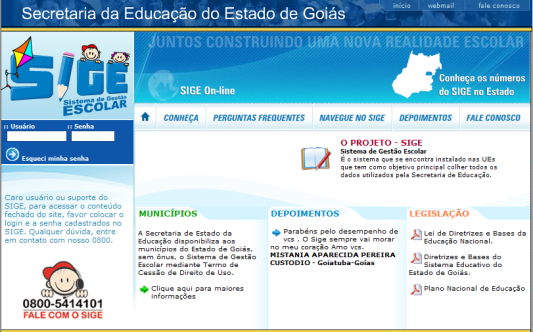 Secretaria da Educação do Estado de Goiás
início webmail fale conosco
JUNTOS CONSTRUINDO UMA NOVA REALIDADE ESCOLAR
SIGE
Sistema de Gestão
ESCOLAR
SIGE On-line
Conheça os números
do SIGE no Estado
CONHEÇA PERGUNTAS FREQUENTES NAVEGUE NO SIGE DEPOIMENTOS FALE CONOSCO
:: Usuário :: Senha
Esqueci minha senha
O PROJETO - SIGE
Sistema de Gestão Escolar
É o sistema que se encontra instalado nas UEs
que tem como objetivo principal colher todos os
dados utilizados pela Secretaria de Educação.
Caro usuário ou suporte do
SIGE, para acessar o conteúdo
fechado do site, favor colocar o
login e a senha cadastrados no
SIGE. Qualquer dúvida, entre
em contato com nosso 0800.
0800-5414101
FALE COM O SIGE
MUNICÍPIOS
A Secretaria de Estado da
Educação disponibiliza aos
municípios do Estado de Goiás,
sem ônus, o Sistema de Gestão
Escolar mediante Termo de
Cessão de Direito de Uso.
Clique aqui para maiores
informações
DEPOIMENTOS
Parabéns pelo desempenho de
vcs . O Sige sempre vai morar
no meu coração Amo vcs.
MISTANIA APARECIDA PEREIRA
CUSTODIO - Goiatuba-Goías
LEGISLAÇÃO
Lei de Diretrizes e Bases da
Educação Nacional.
Diretrizes e Bases do
Sistema Educativo do
Estado de Goiás.
Plano Nacional de Educação